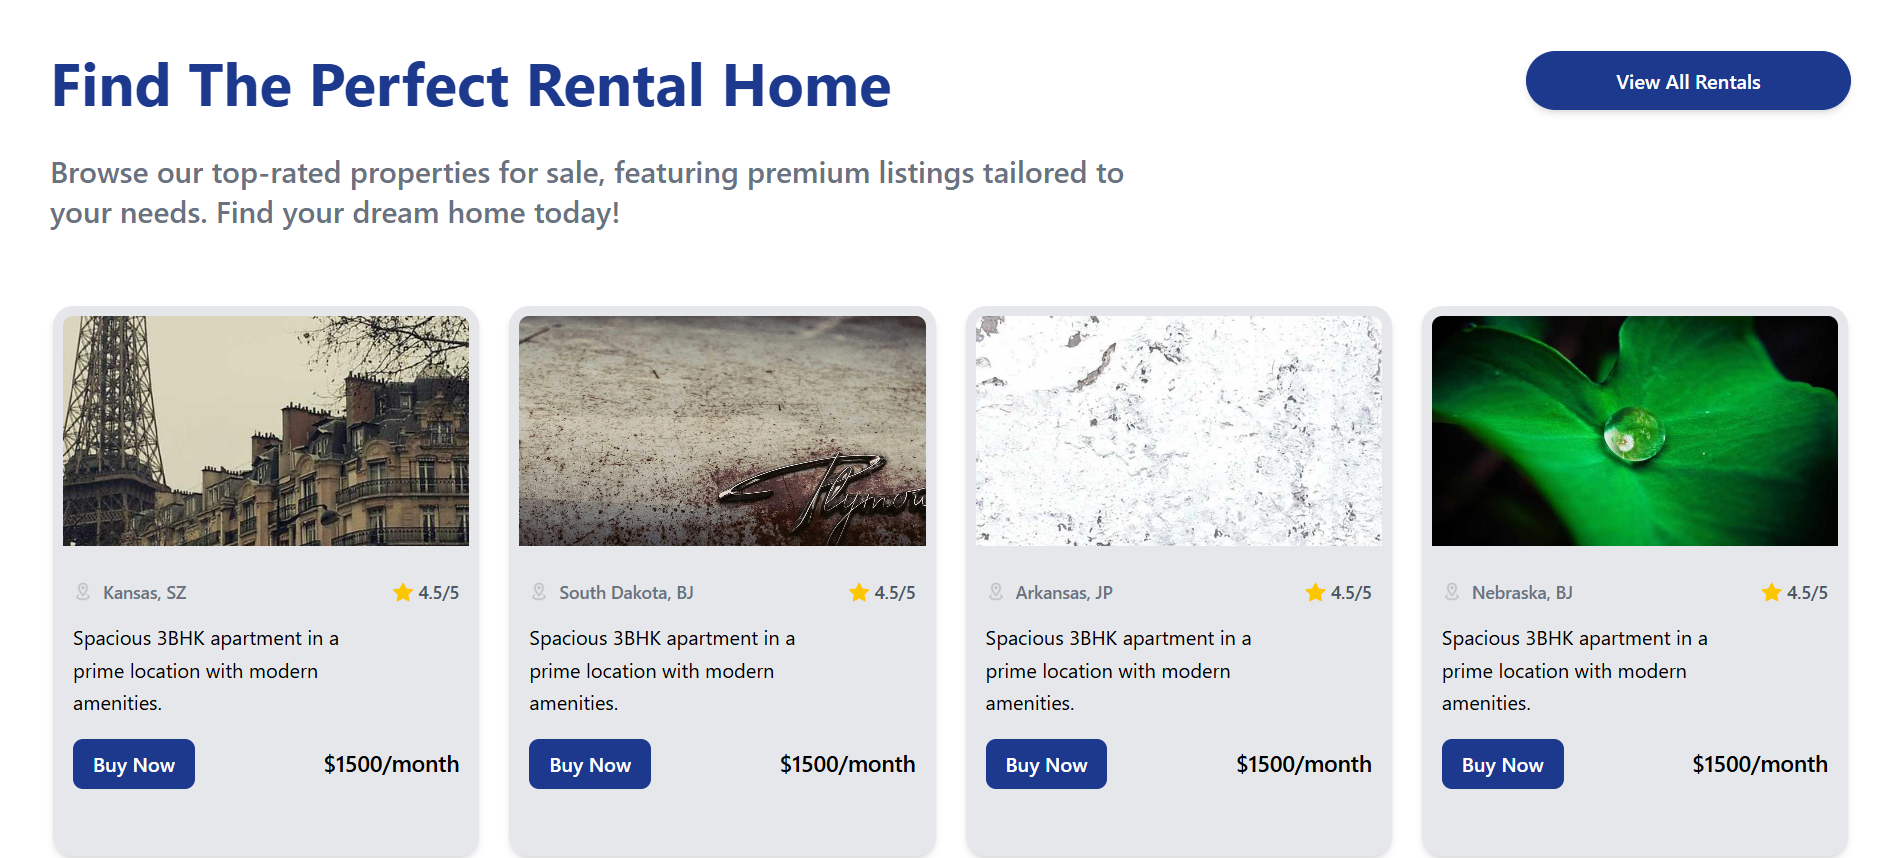 Find The Perfect Rental Home
View All Rentals
Browse our top-rated properties for sale, featuring premium listings tailored to
your needs. Find your dream home today!
Kansas, SZ
4.5/5
Spacious 3BHK apartment in a
prime location with modern
amenities.
Buy Now
$1500/month
Plymou
South Dakota, BJ
4.5/5
Spacious 3BHK apartment in a
prime location with modern
amenities.
Buy Now
$1500/month
Arkansas, JP
4.5/5
Spacious 3BHK apartment in a
prime location with modern
amenities.
Buy Now
$1500/month
Nebraska, BJ
4.5/5
Spacious 3BHK apartment in a
prime location with modern
amenities.
Buy Now
$1500/month